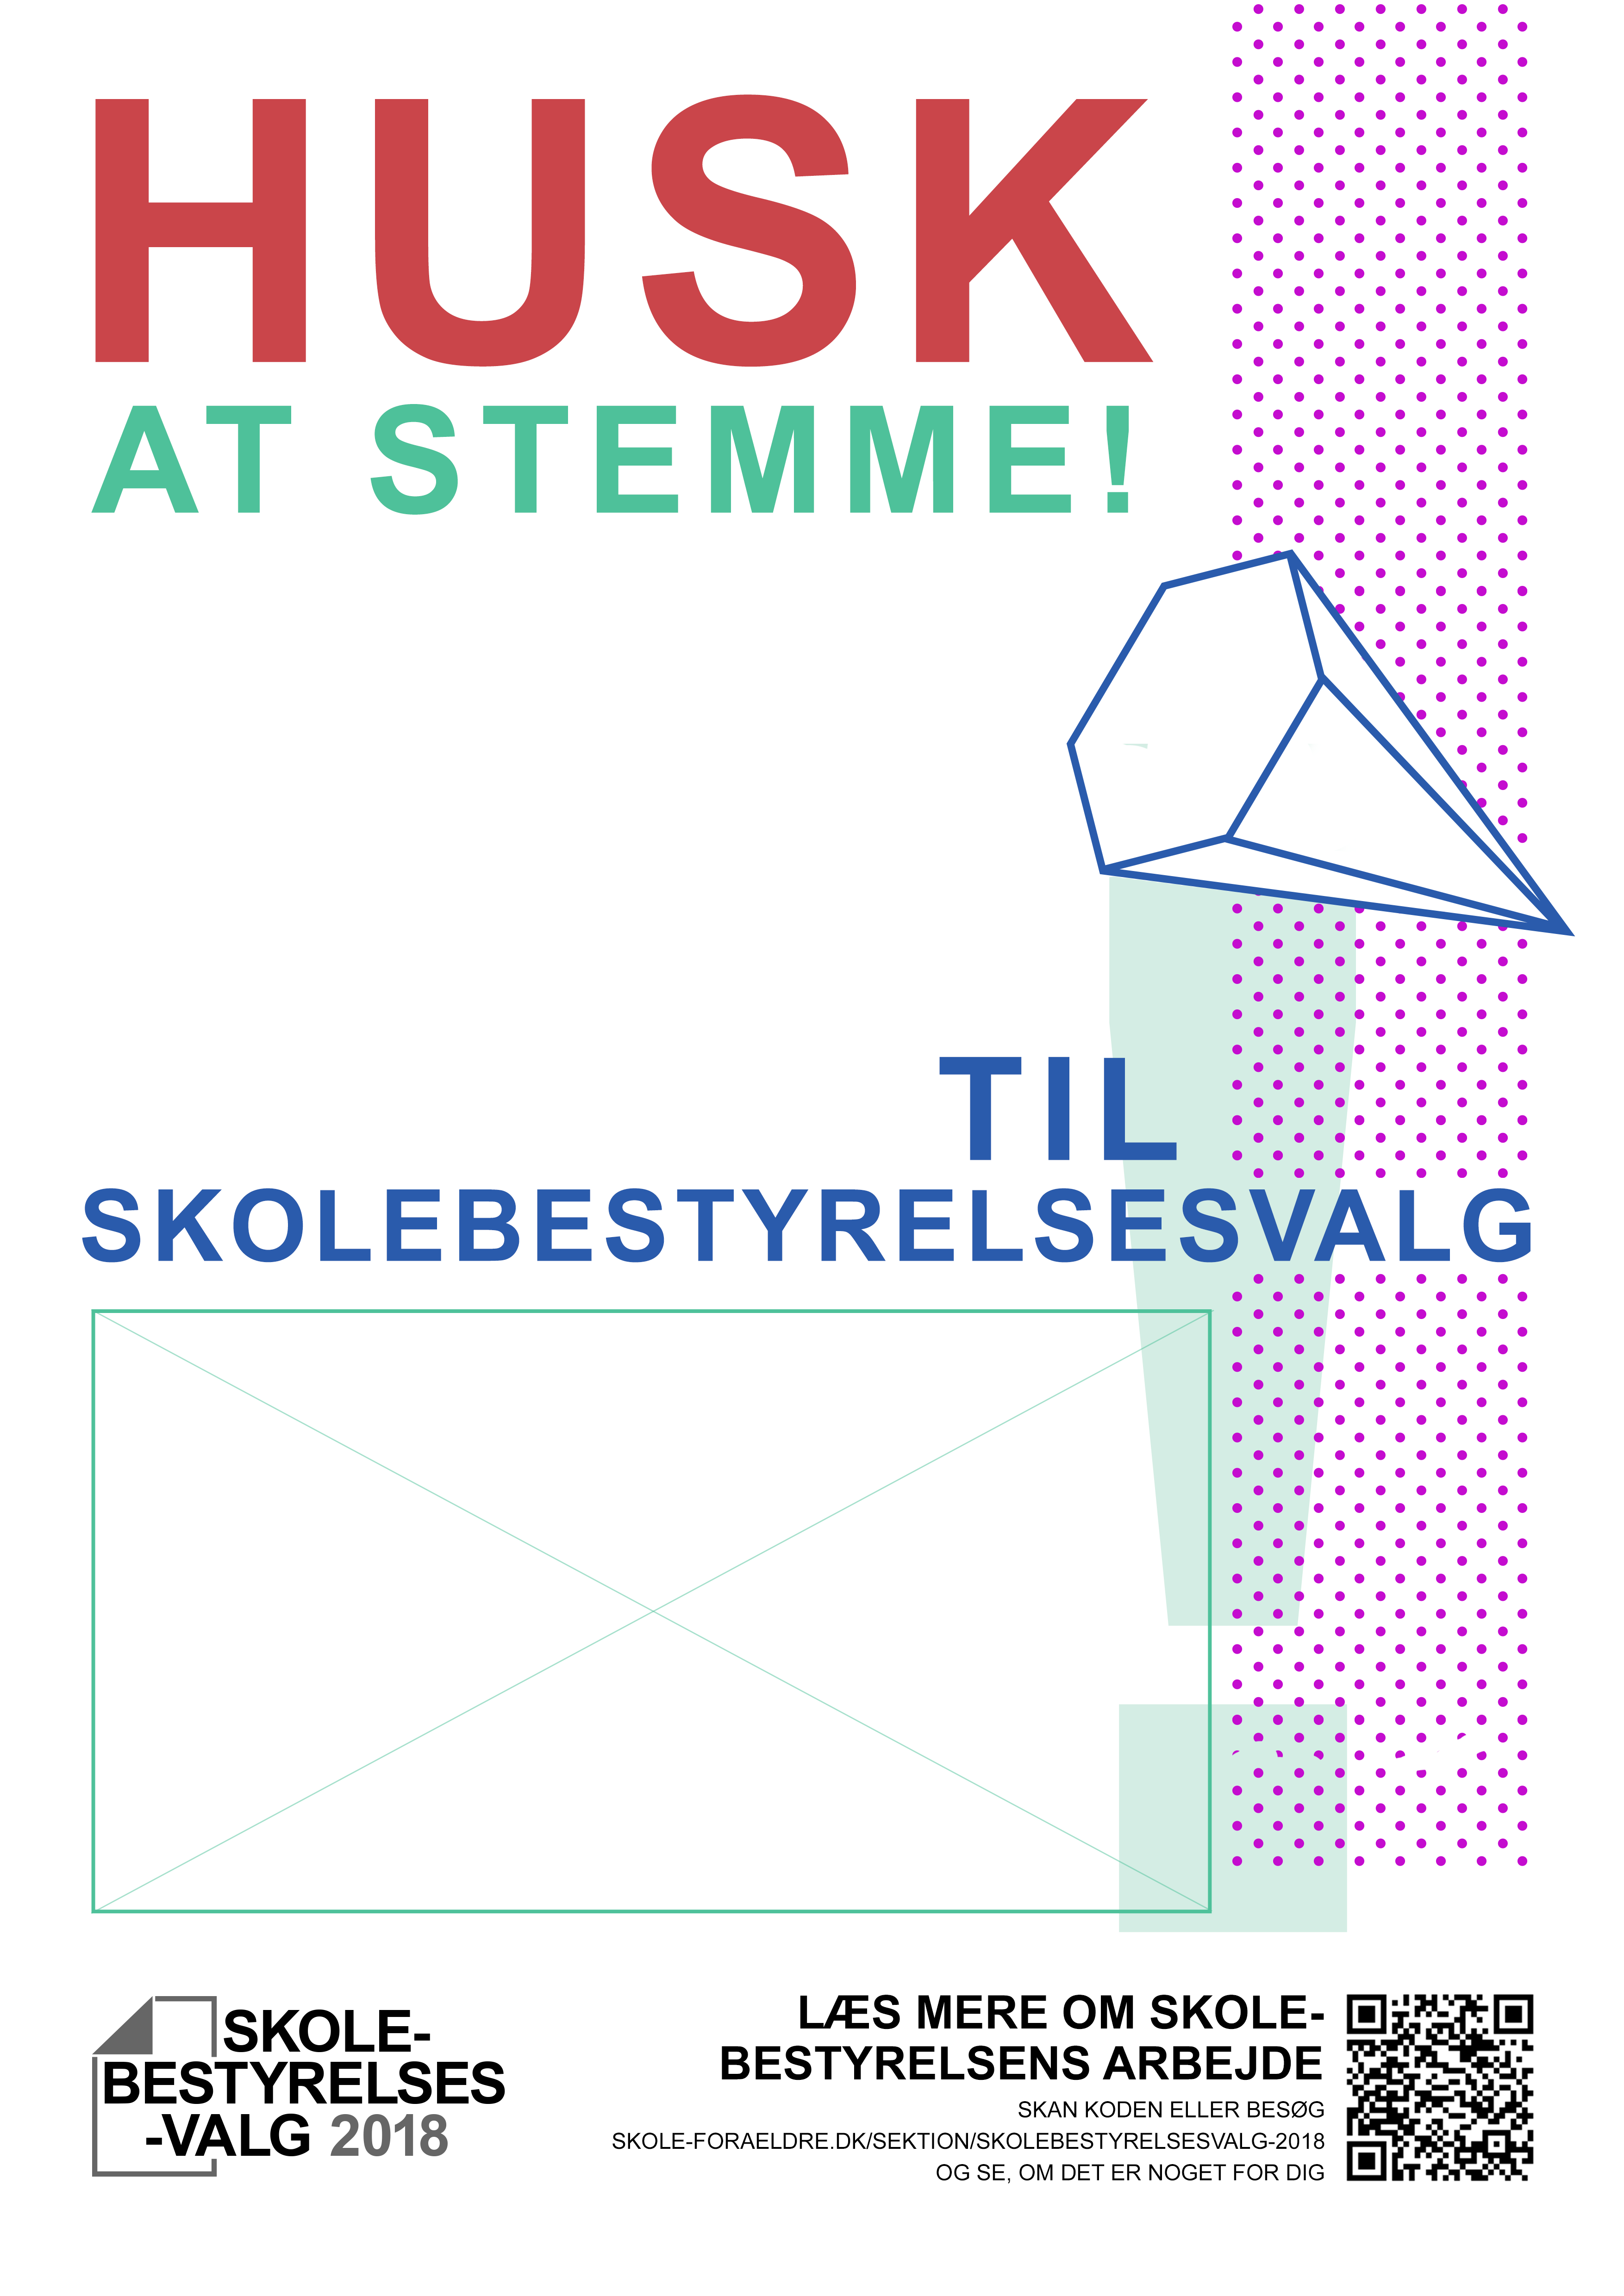 HUSK
AT STEMME!
TIL
SKOLEBESTYRELSESVALG
SKOLE-
BESTYRELSES
-VALG 2018
LÆS MERE OM SKOLE-
BESTYRELSENS ARBEJDE
SKAN KODEN ELLER BESØG
SKOLE-FORAELDRE.DK/SEKTION/SKOLEBESTYRELSESVALG-2018
OG SE, OM DET ER NOGET FOR DIG